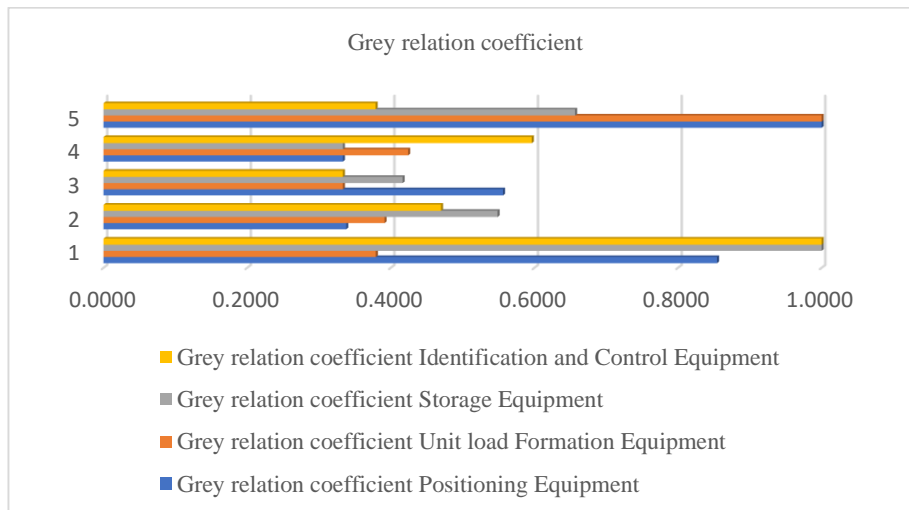 Grey relation coefficient
5
4
3
2
1
0.0000 0.2000 0.4000 0.6000 0.8000 1.0000
Grey relation coefficient Identification and Control Equipment
Grey relation coefficient Storage Equipment
Grey relation coefficient Unit load Formation Equipment
Grey relation coefficient Positioning Equipment